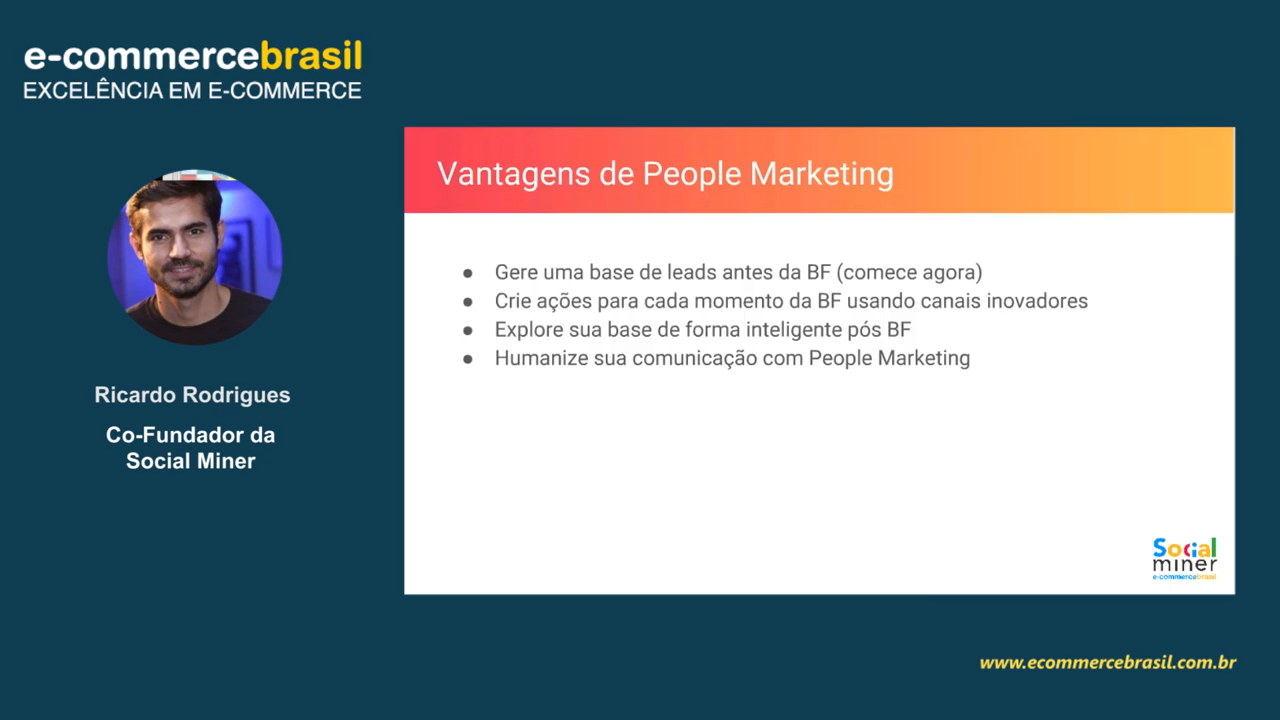 e-commercebrasil
EXCELÊNCIA EM E-COMMERCE
Ricardo Rodrigues
Co-Fundador da
Social Miner
Vantagens de People Marketing
● Gere uma base de leads antes da BF (comece agora)
● Crie ações para cada momento da BF usando canais inovadores
● Explore sua base de forma inteligente pós BF
● Humanize sua comunicação com People Marketing
Social
miner
e-commercebrasil
www.ecommercebrasil.com.br